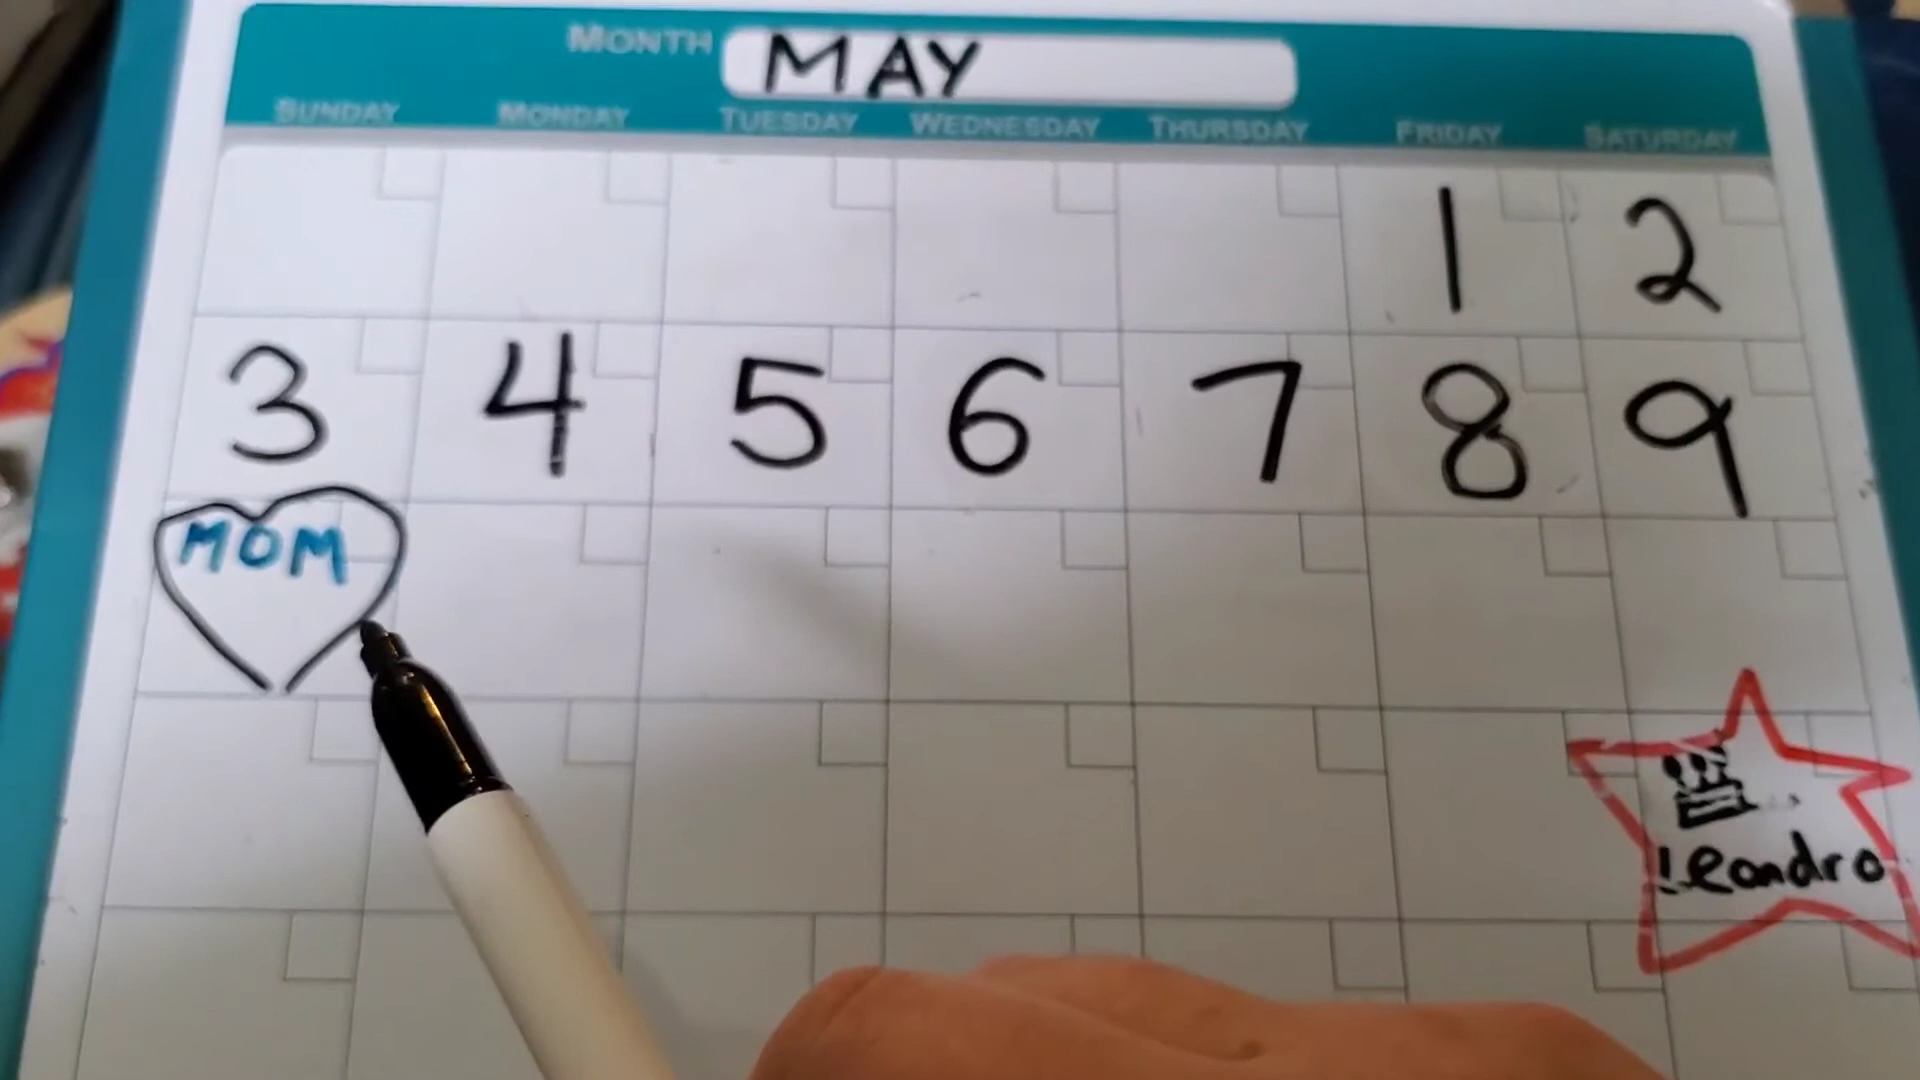 MONTH MAY
SUNDAY MONDAY TUESDAY WEDNESDAY THURSDAY FRIDAY SATURDAY
1 2
3 4 5 6 7 8 9
MOM
Leandro